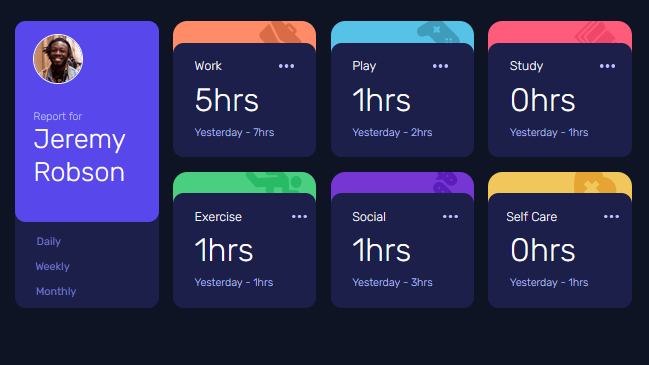 Report for
Jeremy
Robson
Daily
Weekly
Monthly
Work
5hrs
Yesterday - 7hrs
Play
1hrs
Yesterday - 2hrs
Study
0hrs
Yesterday - 1hrs
Exercise
1hrs
Yesterday - 1hrs
Social
1hrs
Yesterday - 3hrs
Self Care
0hrs
Yesterday - 1hrs